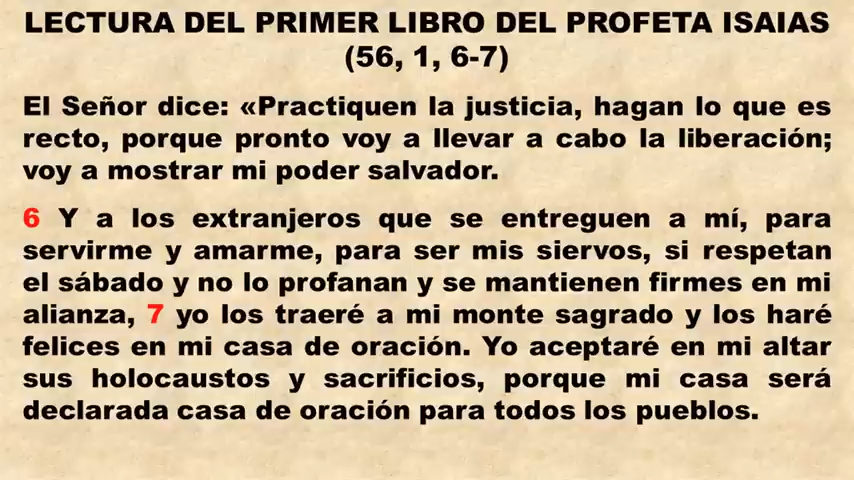 LECTURA DEL PRIMER LIBRO DEL PROFETA ISAIAS
(56, 1, 6-7)
El Señor dice: «Practiquen la justicia, hagan lo que es
recto, porque pronto voy a llevar a cabo la liberación;
voy a mostrar mi poder salvador.
6 Y a los extranjeros que se entreguen a mí, para
servirme y amarme, para ser mis siervos, si respetan
el sábado y no lo profanan y se mantienen firmes en mi
alianza, 7 yo los traeré a mi monte sagrado y los haré
felices en mi casa de oración. Yo aceptaré en mi altar
sus holocaustos y sacrificios, porque mi casa será
declarada casa de oración para todos los pueblos.